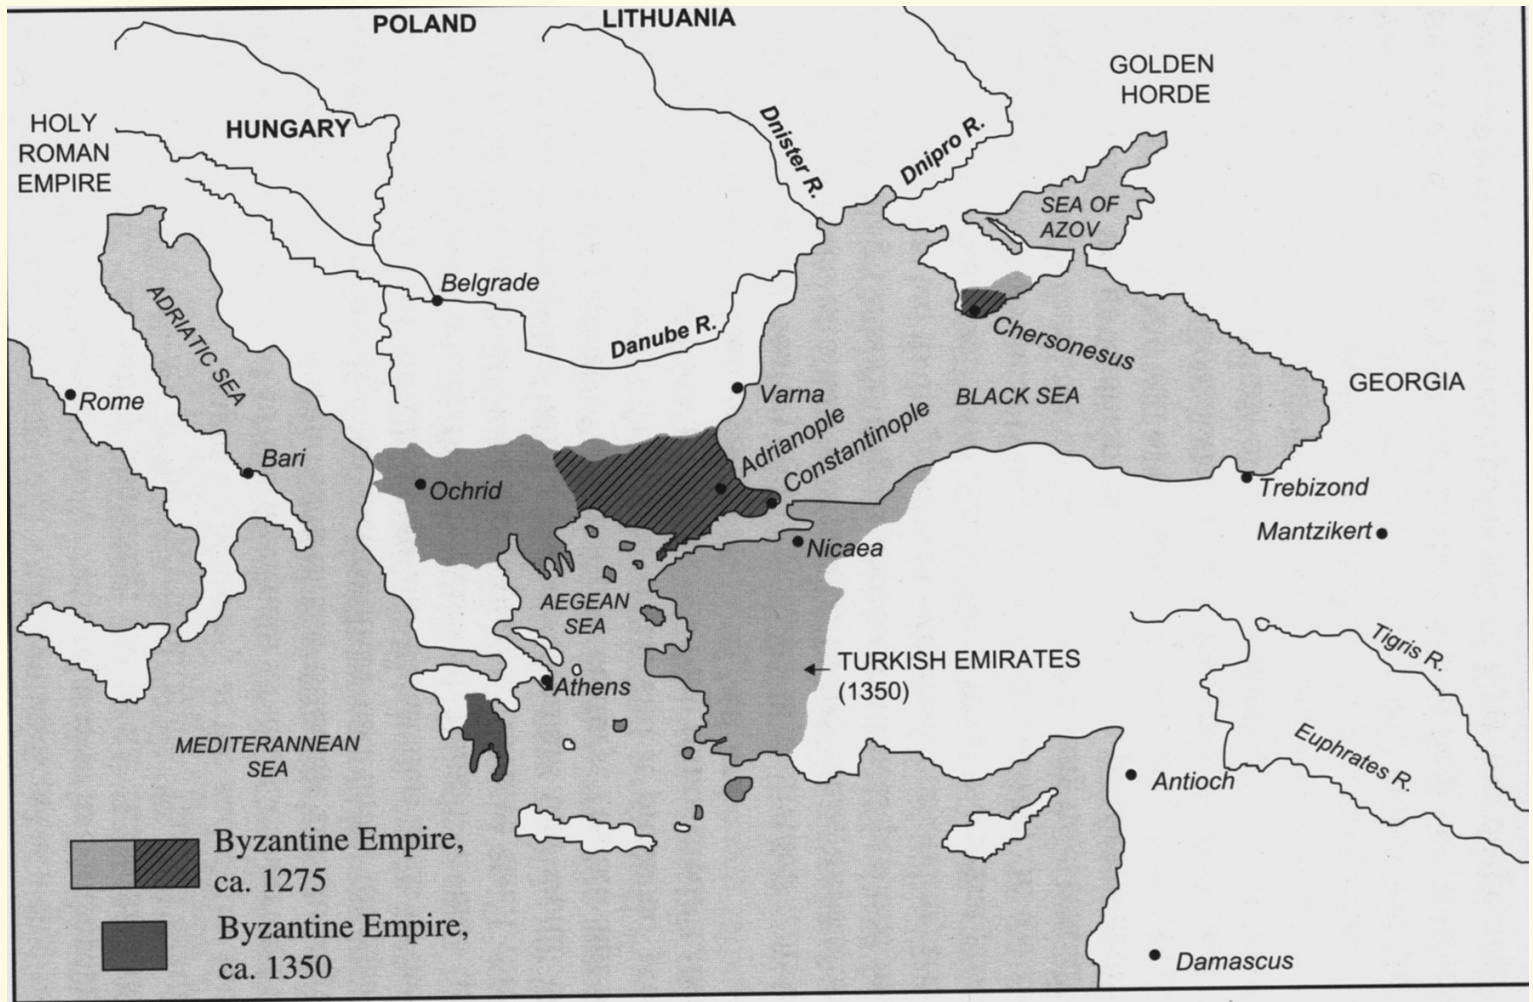 POLAND
LITHUANIA
GOLDEN
HORDE
HOLY
ROMAN
EMPIRE
HUNGARY
Dnister R.
Dnipro R.
SEA OF
AZOV
Belgrade
ADRIATIC SEA
Danube R.
Chersonesus
Rome
Varna
BLACK SEA
GEORGIA
Adrianople
Constantinople
Bari
Ochrid
Trebizond
Mantzikert
Nicaea
AEGEAN
SEA
Tigris R.
TURKISH EMIRATES
(1350)
Athens
MEDITERANNEAN
SEA
Euphrates R.
Antioch
Byzantine Empire,
ca. 1275
Byzantine Empire,
ca. 1350
Damascus